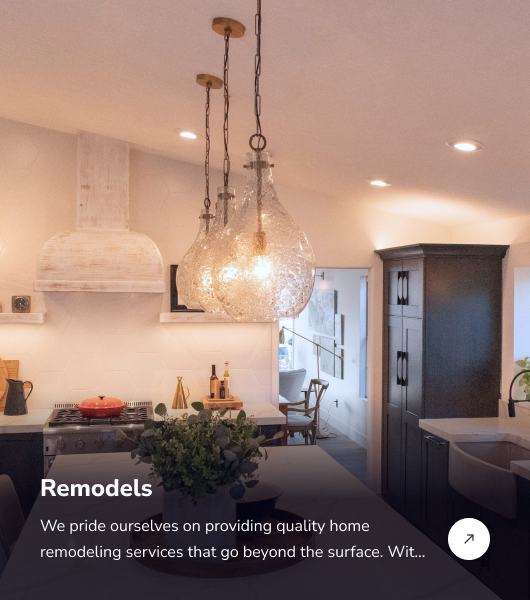 Remodels
We pride ourselves on providing quality home
remodeling services that go beyond the surface. Wit...